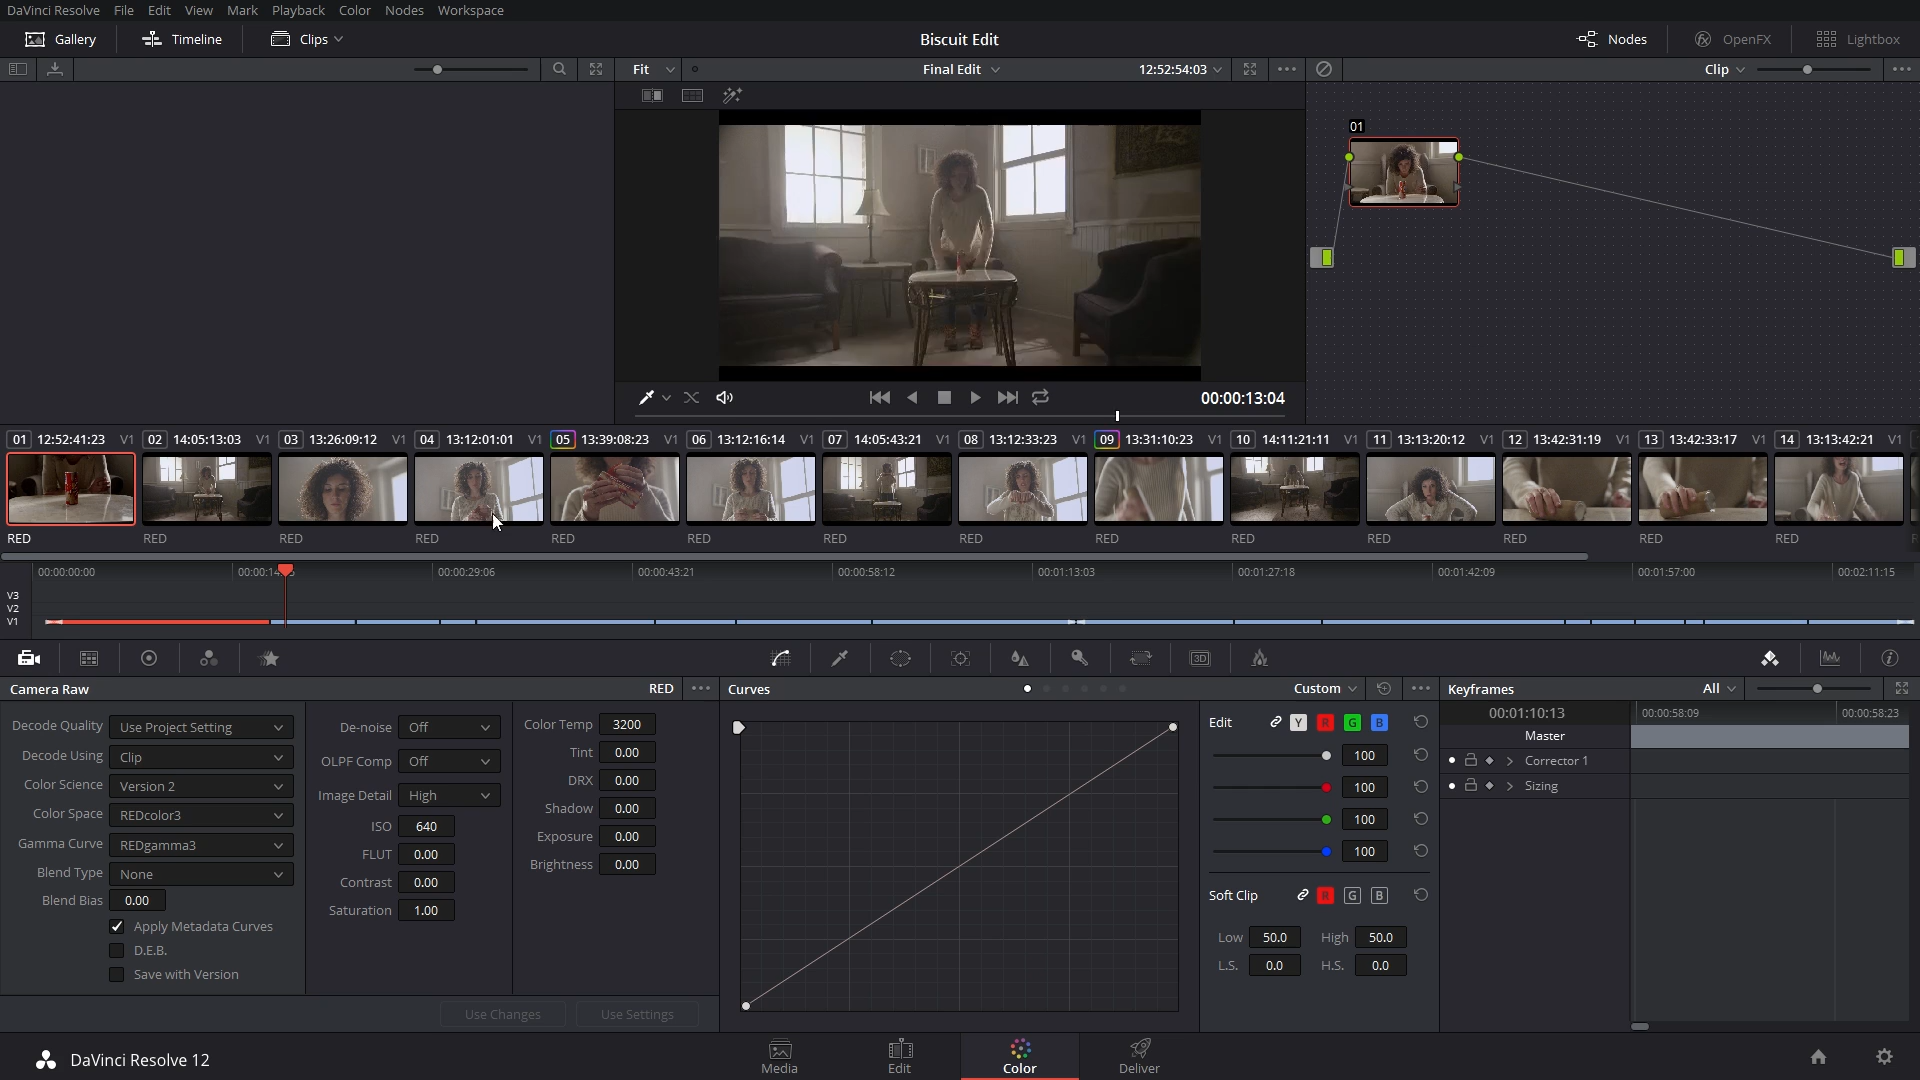 DaVinci Resolve File Edit View Mark Playback Color Nodes Workspace
Gallery Timeline Clips Biscuit Edit Nodes OpenFX Lightbox
Fit Final Edit 12:52:54:03 Clip
01
00:00:13:04
01 12:52:41:23 V1 02 14:05:13:03 V1 03 13:26:09:12 V1 04 13:12:01:01 V1 05 13:39:08:23 V1 06 13:12:16:14 V1 07 14:05:43:21 V1 08 13:12:33:23 V1 09 13:31:10:23 V1 10 14:11:21:11 V1 11 13:13:20:12 V1 12 13:42:31:19 V1 13 13:42:33:17 V1 14 13:13:42:21 V1
RED RED RED RED RED RED RED RED RED RED RED RED RED RED
00:00:00:00 00:00:14 00:00:29:06 00:00:43:21 00:00:58:12 00:01:13:03 00:01:27:18 00:01:42:09 00:01:57:00 00:02:11:15
V3
V2
V1
3D
Camera Raw RED Curves Custom Keyframes All
Decode Quality Use Project Setting
Decode Using Clip
Color Science Version 2
Color Space REDcolor3
Gamma Curve REDgamma3
Blend Type None
Blend Bias 0.00
Apply Metadata Curves
D.E.B.
Save with Version
De-noise Off
OLPF Comp Off
Image Detail High
ISO 640
FLUT 0.00
Contrast 0.00
Saturation 1.00
Color Temp 3200
Tint 0.00
DRX 0.00
Shadow 0.00
Exposure 0.00
Brightness 0.00
Use Changes Use Settings
Edit Y R G B
100
100
100
100
Soft Clip R G B
Low 50.0 High 50.0
L.S. 0.0 H.S. 0.0
00:01:10:13 00:00:58:09 00:00:58:23
Master
Corrector 1
Sizing
DaVinci Resolve 12 Media Edit Color Deliver